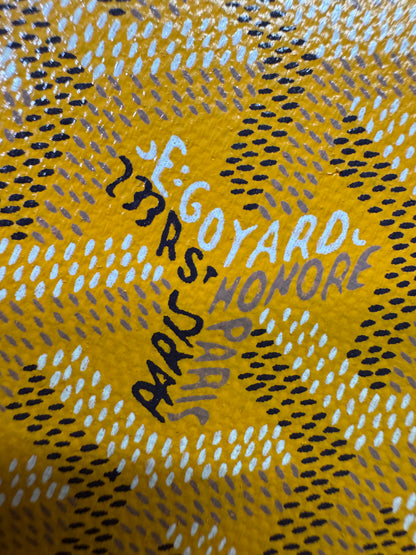 E. GOYARD
233 RS'
HONORE
PARIS
PARIS